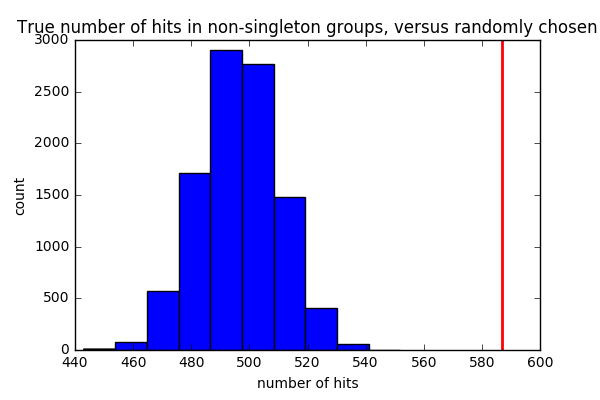 True number of hits in non-singleton groups, versus randomly chosen
3000
2500
2000
1500
1000
500
0
count
440 460 480 500 520 540 560 580 600
number of hits